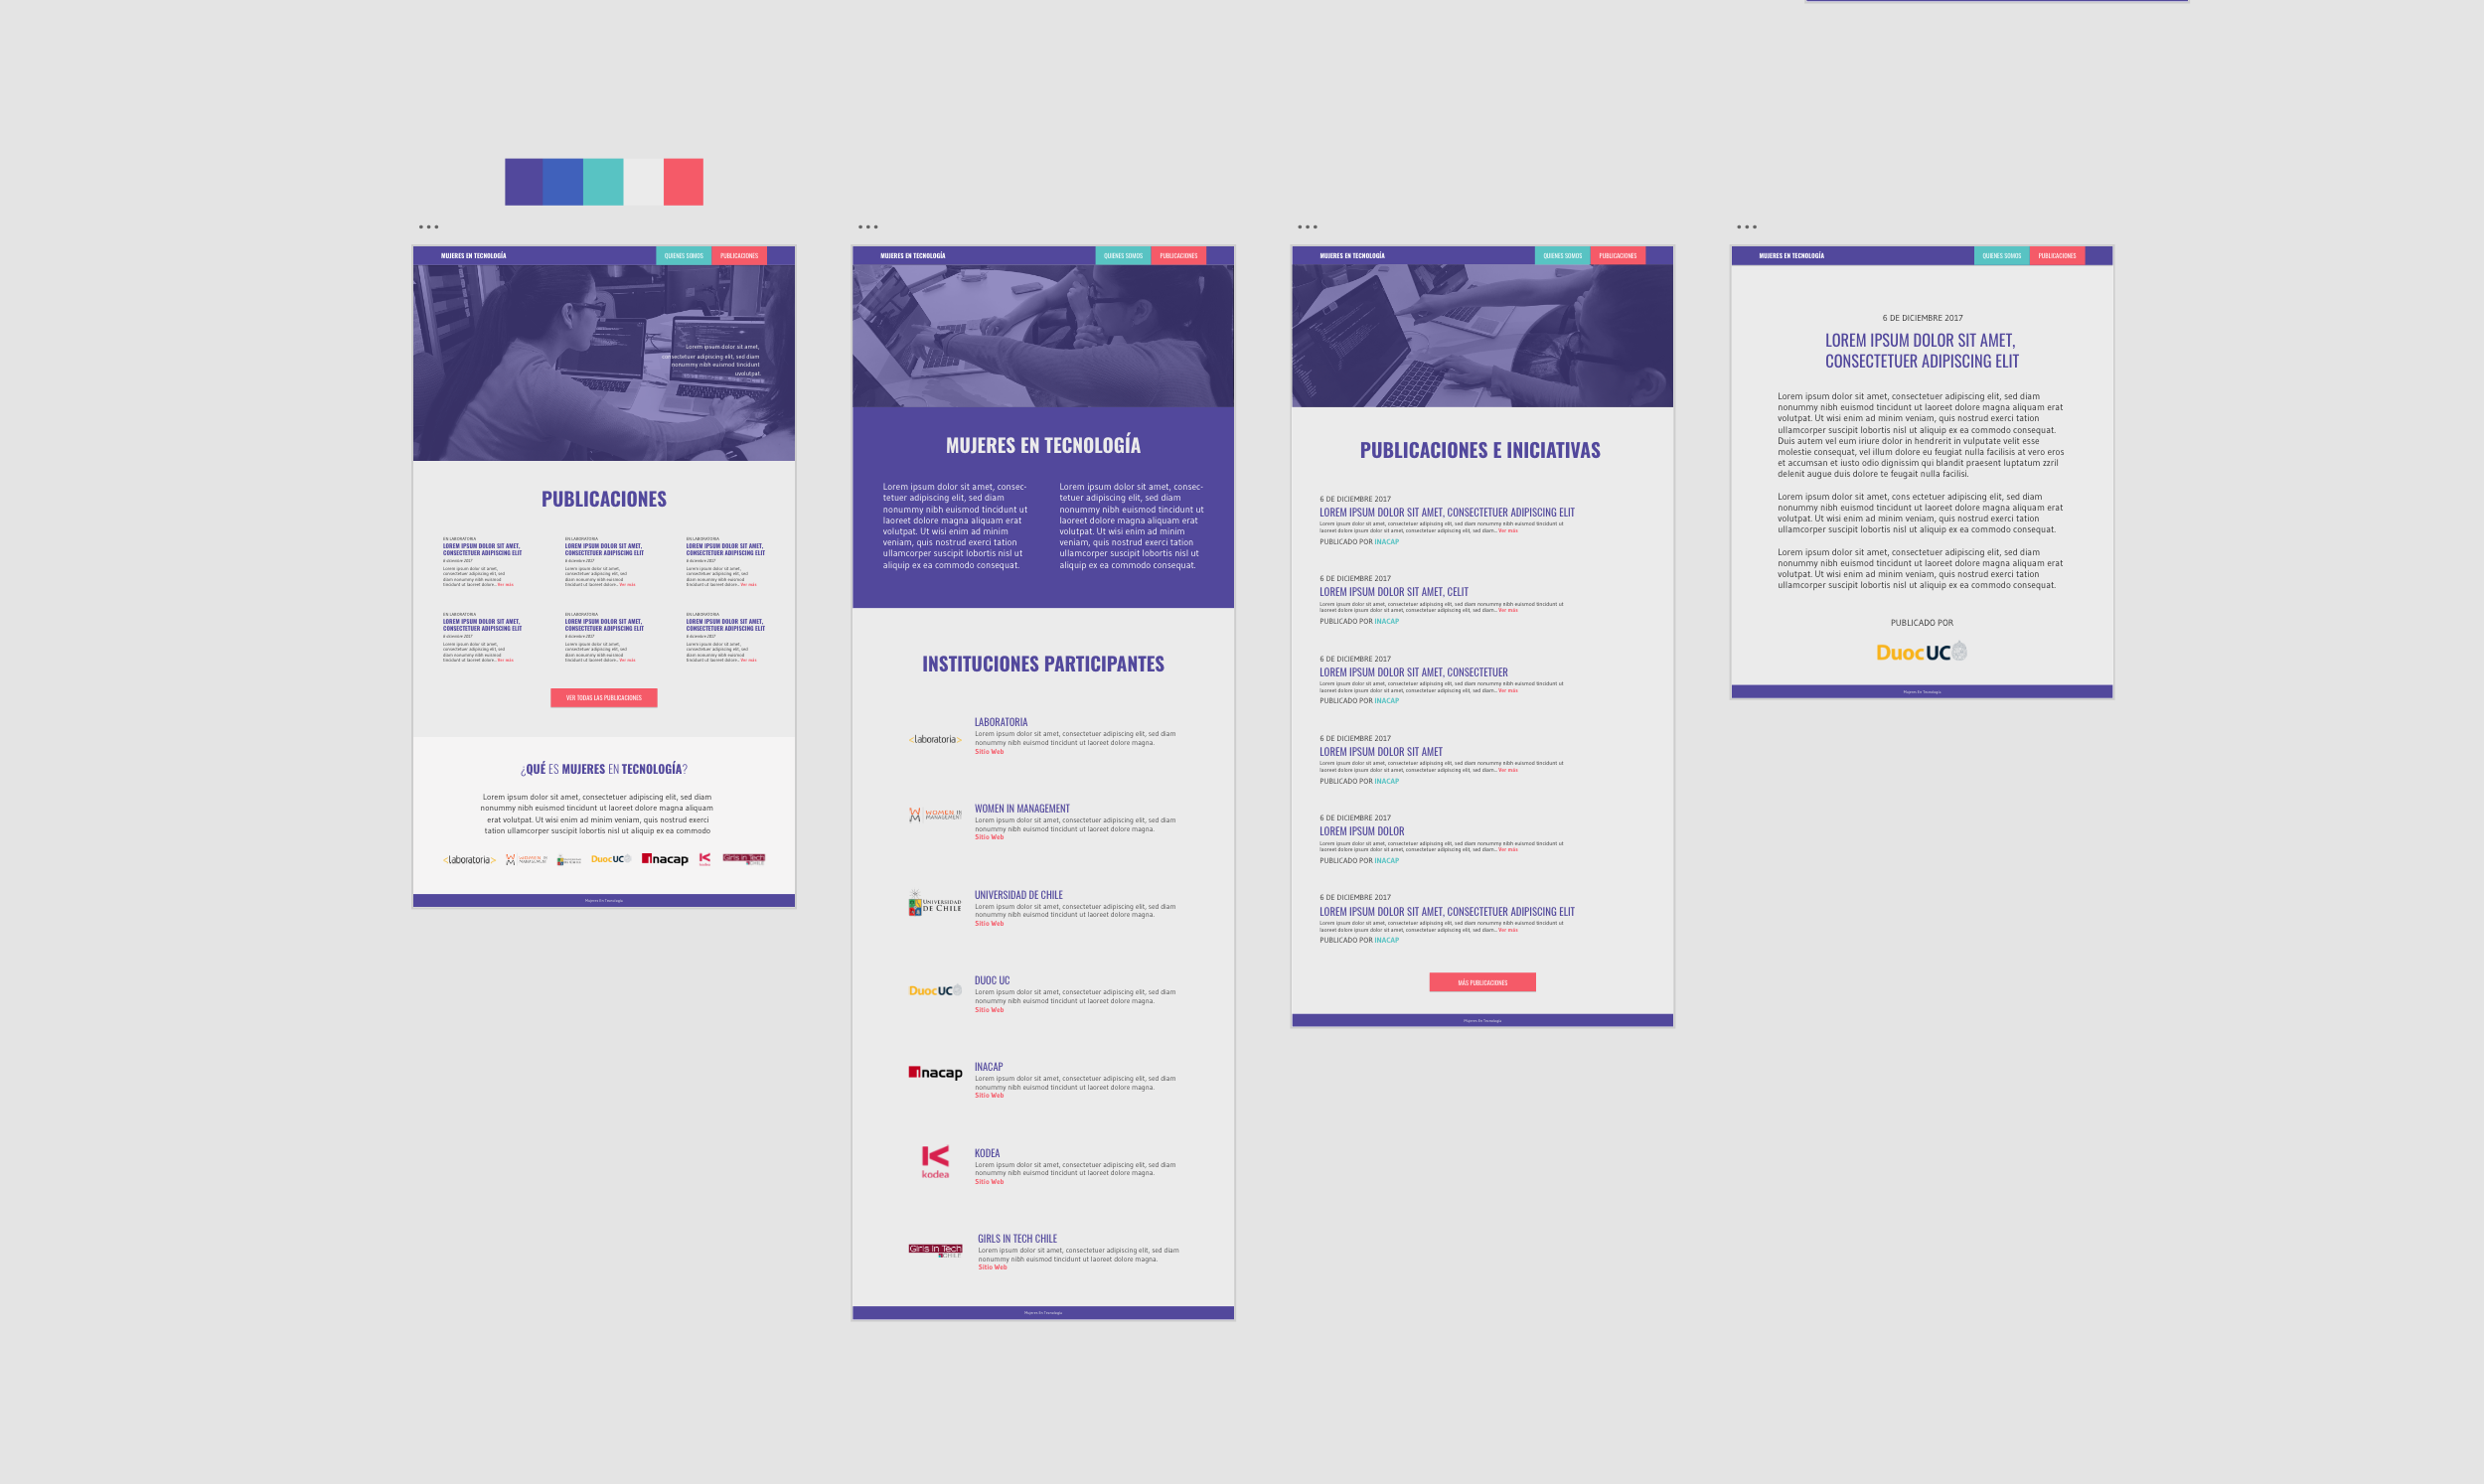 MUJERES EN TECNOLOGÍA
QUIENES SOMOS
PUBLICACIONES
Lorem ipsum dolor sit amet,
consectetuer adipiscing elit, sed diam
nonummy nibh euismod tincidunt
uvolutpat.
PUBLICACIONES
EN LABORATORIA
LOREM IPSUM DOLOR SIT AMET,
CONSECTETUER ADIPISCING ELIT
6 diciembre 2017
Lorem ipsum dolor sit amet,
consectetuer adipiscing elit, sed
diam nonummy nibh euismod
tincidunt ut laoreet dolore... Ver más
EN LABORATORIA
LOREM IPSUM DOLOR SIT AMET,
CONSECTETUER ADIPISCING ELIT
6 diciembre 2017
Lorem ipsum dolor sit amet,
consectetuer adipiscing elit, sed
diam nonummy nibh euismod
tincidunt ut laoreet dolore... Ver más
EN LABORATORIA
LOREM IPSUM DOLOR SIT AMET,
CONSECTETUER ADIPISCING ELIT
6 diciembre 2017
Lorem ipsum dolor sit amet,
consectetuer adipiscing elit, sed
diam nonummy nibh euismod
tincidunt ut laoreet dolore... Ver más
EN LABORATORIA
LOREM IPSUM DOLOR SIT AMET,
CONSECTETUER ADIPISCING ELIT
6 diciembre 2017
Lorem ipsum dolor sit amet,
consectetuer adipiscing elit, sed
diam nonummy nibh euismod
tincidunt ut laoreet dolore... Ver más
EN LABORATORIA
LOREM IPSUM DOLOR SIT AMET,
CONSECTETUER ADIPISCING ELIT
6 diciembre 2017
Lorem ipsum dolor sit amet,
consectetuer adipiscing elit, sed
diam nonummy nibh euismod
tincidunt ut laoreet dolore... Ver más
EN LABORATORIA
LOREM IPSUM DOLOR SIT AMET,
CONSECTETUER ADIPISCING ELIT
6 diciembre 2017
Lorem ipsum dolor sit amet,
consectetuer adipiscing elit, sed
diam nonummy nibh euismod
tincidunt ut laoreet dolore... Ver más
VER TODAS LAS PUBLICACIONES
¿QUÉ ES MUJERES EN TECNOLOGÍA?
Lorem ipsum dolor sit amet, consectetuer adipiscing elit, sed diam
nonummy nibh euismod tincidunt ut laoreet dolore magna aliquam
erat volutpat. Ut wisi enim ad minim veniam, quis nostrud exerci
tation ullamcorper suscipit lobortis nisl ut aliquip ex ea commodo
<laboratoria>
DuocUC
inacap
kodea
Girls in Tech
Mujeres En Tecnología
MUJERES EN TECNOLOGÍA
QUIENES SOMOS
PUBLICACIONES
MUJERES EN TECNOLOGÍA
Lorem ipsum dolor sit amet, consec-
tetuer adipiscing elit, sed diam
nonummy nibh euismod tincidunt ut
laoreet dolore magna aliquam erat
volutpat. Ut wisi enim ad minim
veniam, quis nostrud exerci tation
ullamcorper suscipit lobortis nisl ut
aliquip ex ea commodo consequat.
Lorem ipsum dolor sit amet, consec-
tetuer adipiscing elit, sed diam
nonummy nibh euismod tincidunt ut
laoreet dolore magna aliquam erat
volutpat. Ut wisi enim ad minim
veniam, quis nostrud exerci tation
ullamcorper suscipit lobortis nisl ut
aliquip ex ea commodo consequat.
INSTITUCIONES PARTICIPANTES
<laboratoria>
LABORATORIA
Lorem ipsum dolor sit amet, consectetuer adipiscing elit, sed diam
nonummy nibh euismod tincidunt ut laoreet dolore magna.
Sitio Web
WOMEN IN
MANAGEMENT
WOMEN IN MANAGEMENT
Lorem ipsum dolor sit amet, consectetuer adipiscing elit, sed diam
nonummy nibh euismod tincidunt ut laoreet dolore magna.
Sitio Web
UNIVERSIDAD
DE CHILE
UNIVERSIDAD DE CHILE
Lorem ipsum dolor sit amet, consectetuer adipiscing elit, sed diam
nonummy nibh euismod tincidunt ut laoreet dolore magna.
Sitio Web
DuocUC
DUOC UC
Lorem ipsum dolor sit amet, consectetuer adipiscing elit, sed diam
nonummy nibh euismod tincidunt ut laoreet dolore magna.
Sitio Web
inacap
INACAP
Lorem ipsum dolor sit amet, consectetuer adipiscing elit, sed diam
nonummy nibh euismod tincidunt ut laoreet dolore magna.
Sitio Web
kodea
KODEA
Lorem ipsum dolor sit amet, consectetuer adipiscing elit, sed diam
nonummy nibh euismod tincidunt ut laoreet dolore magna.
Sitio Web
Girls in Tech
CHILE
GIRLS IN TECH CHILE
Lorem ipsum dolor sit amet, consectetuer adipiscing elit, sed diam
nonummy nibh euismod tincidunt ut laoreet dolore magna.
Sitio Web
Mujeres En Tecnología
MUJERES EN TECNOLOGÍA
QUIENES SOMOS
PUBLICACIONES
PUBLICACIONES E INICIATIVAS
6 DE DICIEMBRE 2017
LOREM IPSUM DOLOR SIT AMET, CONSECTETUER ADIPISCING ELIT
Lorem ipsum dolor sit amet, consectetuer adipiscing elit, sed diam nonummy nibh euismod tincidunt ut
laoreet dolore ipsum dolor sit amet, consectetuer adipiscing elit, sed diam... Ver más
PUBLICADO POR INACAP
6 DE DICIEMBRE 2017
LOREM IPSUM DOLOR SIT AMET, CELIT
Lorem ipsum dolor sit amet, consectetuer adipiscing elit, sed diam nonummy nibh euismod tincidunt ut
laoreet dolore ipsum dolor sit amet, consectetuer adipiscing elit, sed diam... Ver más
PUBLICADO POR INACAP
6 DE DICIEMBRE 2017
LOREM IPSUM DOLOR SIT AMET, CONSECTETUER
Lorem ipsum dolor sit amet, consectetuer adipiscing elit, sed diam nonummy nibh euismod tincidunt ut
laoreet dolore ipsum dolor sit amet, consectetuer adipiscing elit, sed diam... Ver más
PUBLICADO POR INACAP
6 DE DICIEMBRE 2017
LOREM IPSUM DOLOR SIT AMET
Lorem ipsum dolor sit amet, consectetuer adipiscing elit, sed diam nonummy nibh euismod tincidunt ut
laoreet dolore ipsum dolor sit amet, consectetuer adipiscing elit, sed diam... Ver más
PUBLICADO POR INACAP
6 DE DICIEMBRE 2017
LOREM IPSUM DOLOR
Lorem ipsum dolor sit amet, consectetuer adipiscing elit, sed diam nonummy nibh euismod tincidunt ut
laoreet dolore ipsum dolor sit amet, consectetuer adipiscing elit, sed diam... Ver más
PUBLICADO POR INACAP
6 DE DICIEMBRE 2017
LOREM IPSUM DOLOR SIT AMET, CONSECTETUER ADIPISCING ELIT
Lorem ipsum dolor sit amet, consectetuer adipiscing elit, sed diam nonummy nibh euismod tincidunt ut
laoreet dolore ipsum dolor sit amet, consectetuer adipiscing elit, sed diam... Ver más
PUBLICADO POR INACAP
MÁS PUBLICACIONES
Mujeres En Tecnología
MUJERES EN TECNOLOGÍA
QUIENES SOMOS
PUBLICACIONES
6 DE DICIEMBRE 2017
LOREM IPSUM DOLOR SIT AMET,
CONSECTETUER ADIPISCING ELIT
Lorem ipsum dolor sit amet, consectetuer adipiscing elit, sed diam
nonummy nibh euismod tincidunt ut laoreet dolore magna aliquam erat
volutpat. Ut wisi enim ad minim veniam, quis nostrud exerci tation
ullamcorper suscipit lobortis nisl ut aliquip ex ea commodo consequat.
Duis autem vel eum iriure dolor in hendrerit in vulputate velit esse
molestie consequat, vel illum dolore eu feugiat nulla facilisis at vero eros
et accumsan et iusto odio dignissim qui blandit praesent luptatum zzril
delenit augue duis dolore te feugait nulla facilisi.
Lorem ipsum dolor sit amet, cons ectetuer adipiscing elit, sed diam
nonummy nibh euismod tincidunt ut laoreet dolore magna aliquam erat
volutpat. Ut wisi enim ad minim veniam, quis nostrud exerci tation
ullamcorper suscipit lobortis nisl ut aliquip ex ea commodo consequat.
Lorem ipsum dolor sit amet, consectetuer adipiscing elit, sed diam
nonummy nibh euismod tincidunt ut laoreet dolore magna aliquam erat
volutpat. Ut wisi enim ad minim veniam, quis nostrud exerci tation
ullamcorper suscipit lobortis nisl ut aliquip ex ea commodo consequat.
PUBLICADO POR
DuocUC
Mujeres En Tecnología